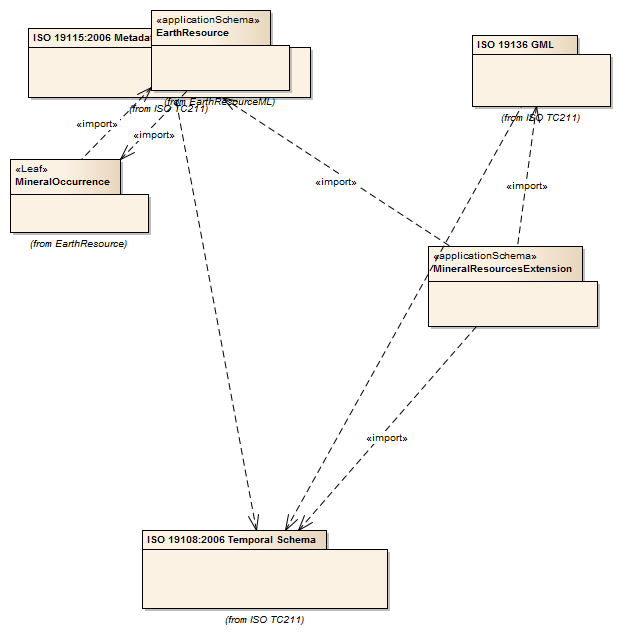 «applicationSchema»
EarthResource
ISO 19115:2006 Metadat
(from EarthResourceML)
(from ISO TC211)
ISO 19136 GML
(from ISO TC211)
«import»
«import»
«Leaf»
MineralOccurrence
(from EarthResource)
«import»
«import»
«applicationSchema»
MineralResourcesExtension
«import»
ISO 19108:2006 Temporal Schema
(from ISO TC211)